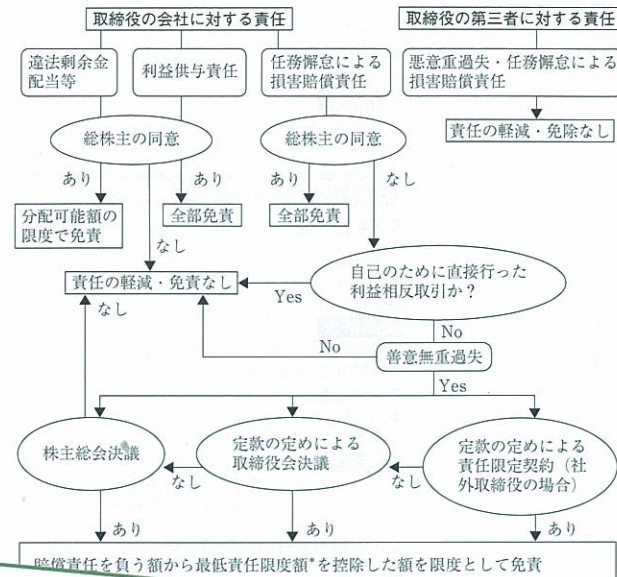 取締役の会社に対する責任
取締役の第三者に対する責任
違法剰余金
配当等
利益供与責任
任務懈怠による
損害賠償責任
悪意重過失・任務懈怠による
損害賠償責任
責任の軽減・免除なし
総株主の同意
総株主の同意
あり
あり
あり
なし
分配可能額の
限度で免責
全部免責
全部免責
なし
責任の軽減・免責なし
なし
Yes
自己のために直接行った
利益相反取引か？
No
No
善意無重過失
Yes
株主総会決議
なし
定款の定めによる
取締役会決議
なし
定款の定めによる
責任限定契約（社
外取締役の場合）
あり
あり
あり
賠償責任を負う額から最低責任限度額*を控除した額を限度として免責